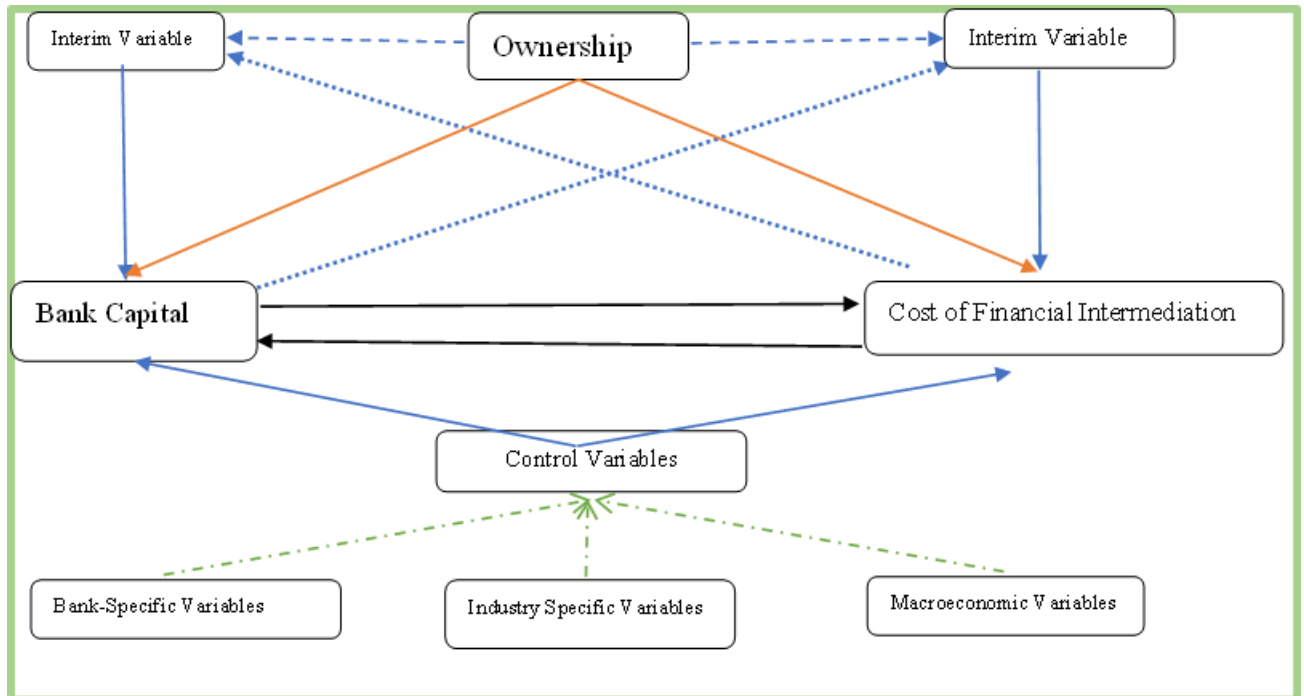 Interim Variable
Ownership
Interim Variable
Bank Capital
Cost of Financial Intermediation
Control Variables
Bank-Specific Variables
Industry Specific Variables
Macroeconomic Variables